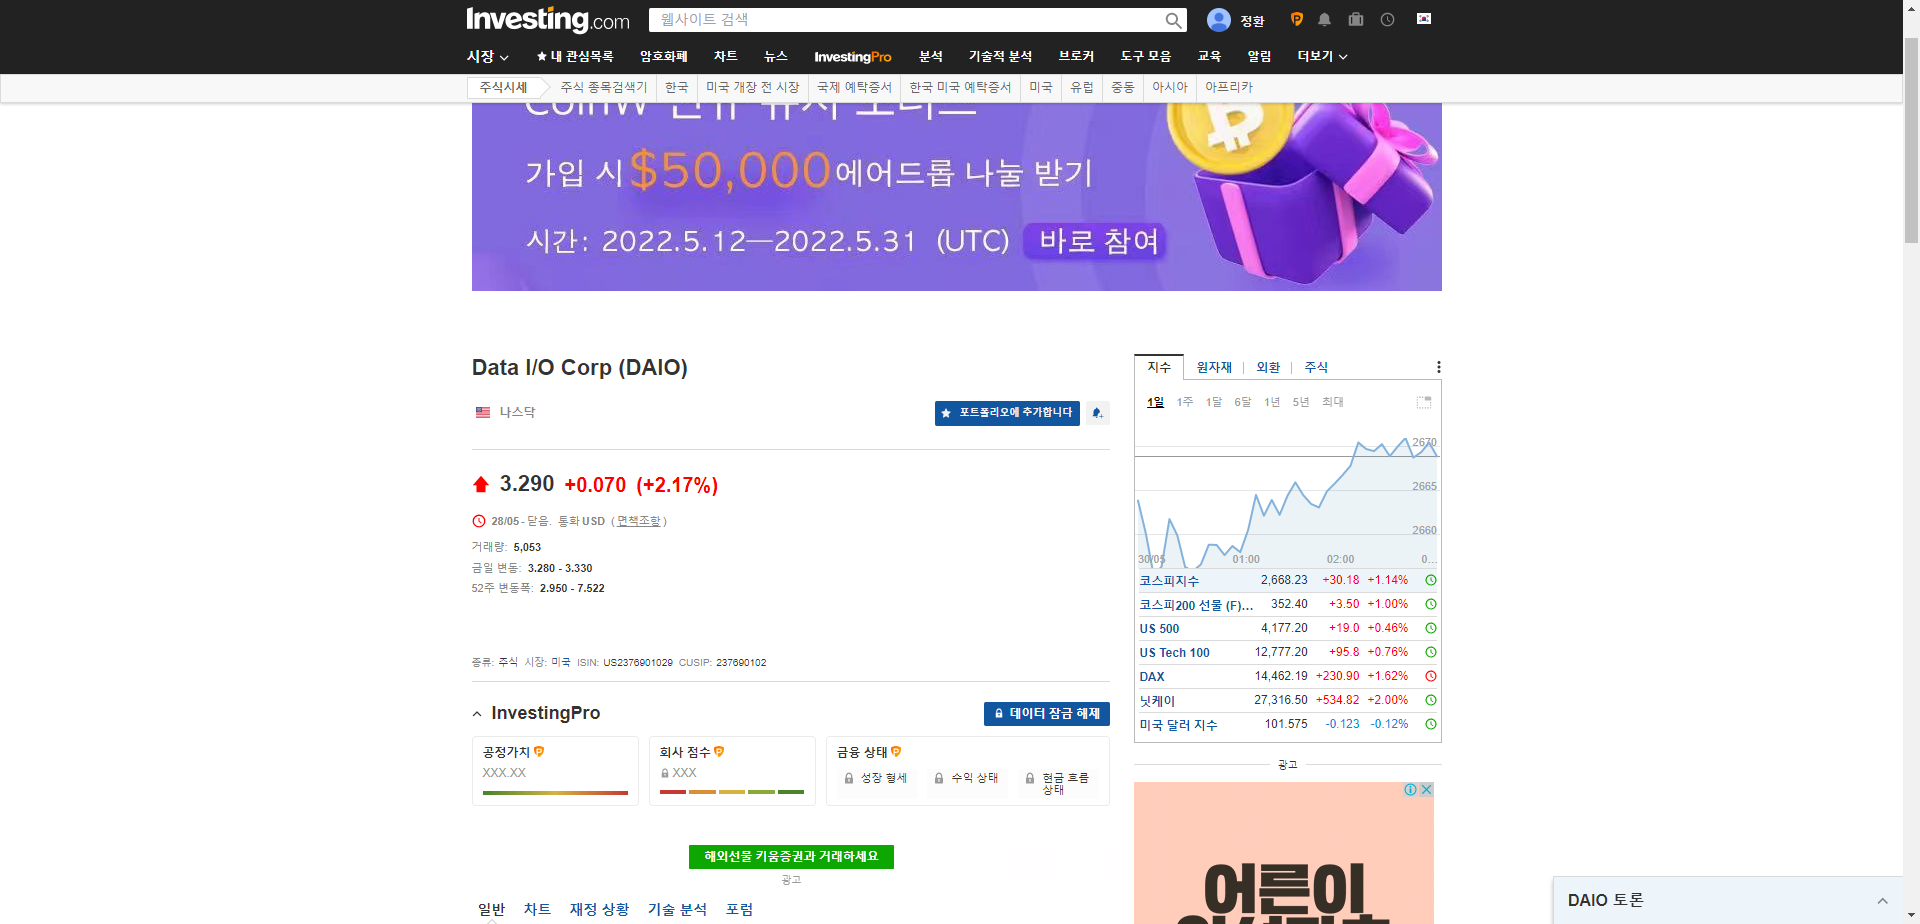 Investing.com
웹사이트 검색
정환
시장
내 관심목록
암호화폐
차트
뉴스
InvestingPro
분석
기술적 분석
브로커
도구 모음
교육
알림
더보기
주식시세
주식 종목검색기
한국
미국 개장 전 시장
국제 예탁증서
한국 미국 예탁증서
미국
유럽
중동
아시아
아프리카
가입 시 $50,000 에어드롭 나눌 받기
시간: 2022.5.12—2022.5.31 (UTC) 바로 참여
Data I/O Corp (DAIO)
나스닥
포트폴리오에 추가합니다
3.290 +0.070 (+2.17%)
28/05 - 닫음. 통화 USD ( 면책조항 )
거래량: 5,053
금일 변동: 3.280 - 3.330
52주 변동폭: 2.950 - 7.522
종류: 주식 시장: 미국 ISIN: US2376901029 CUSIP: 237690102
InvestingPro
데이터 잠금 해제
공정가치
XXX.XX
회사 점수
XXX
금융 상태
성장 형세
수익 상태
현금 흐름
상태
해외선물 키움증권과 거래하세요
광고
일반
차트
재정 상황
기술 분석
포럼
지수
원자재
외환
주식
1일 1주 1달 6달 1년 5년 최대
2670
2665
2660
30/05 01:00 02:00 0...
코스피지수 2,668.23 +30.18 +1.14%
코스피200 선물 (F)... 352.40 +3.50 +1.00%
US 500 4,177.20 +19.0 +0.46%
US Tech 100 12,777.20 +95.8 +0.76%
DAX 14,462.19 +230.90 +1.62%
닛케이 27,316.50 +534.82 +2.00%
미국 달러 지수 101.575 -0.123 -0.12%
광고
어른이
DAIO 토론